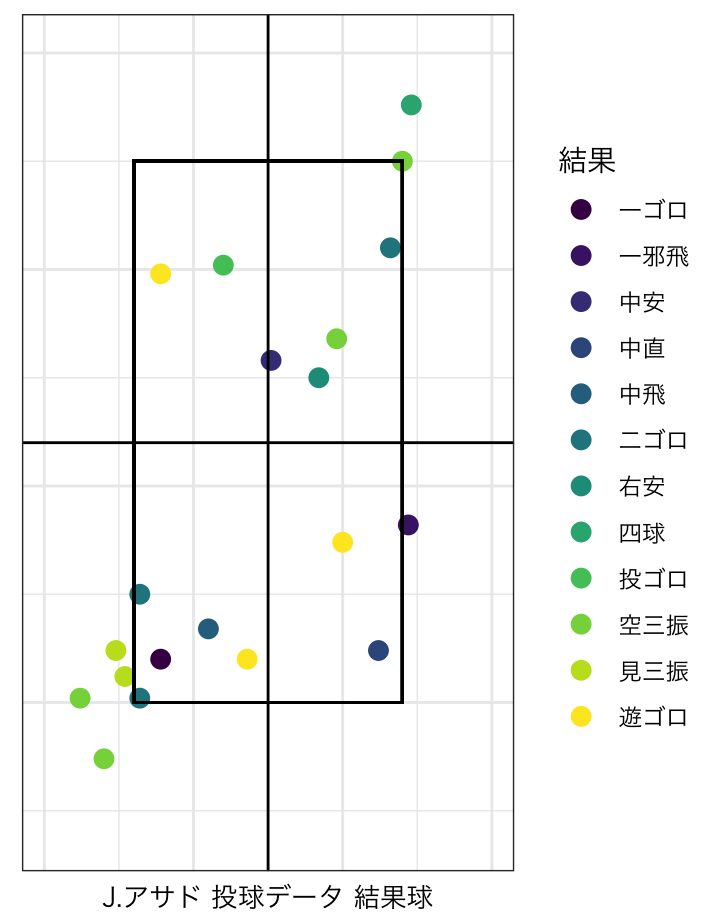 結果
一ゴロ
一邪飛
中安
中直
中飛
二ゴロ
右安
四球
投ゴロ
空三振
見三振
遊ゴロ
J.アサド 投球データ 結果球